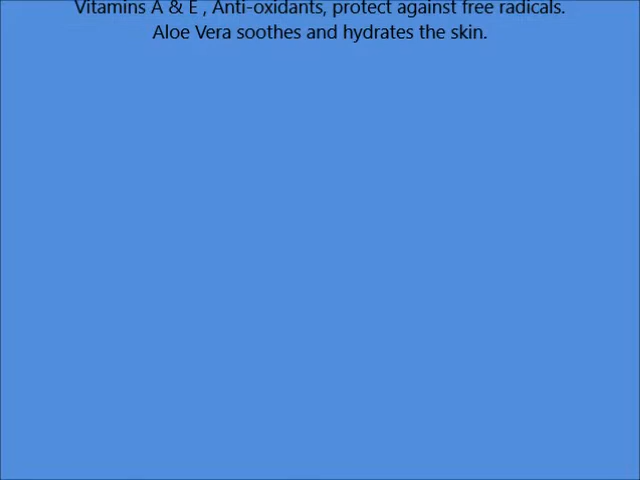 Vitamins A & E , Anti-oxidants, protect against free radicals.
Aloe Vera soothes and hydrates the skin.